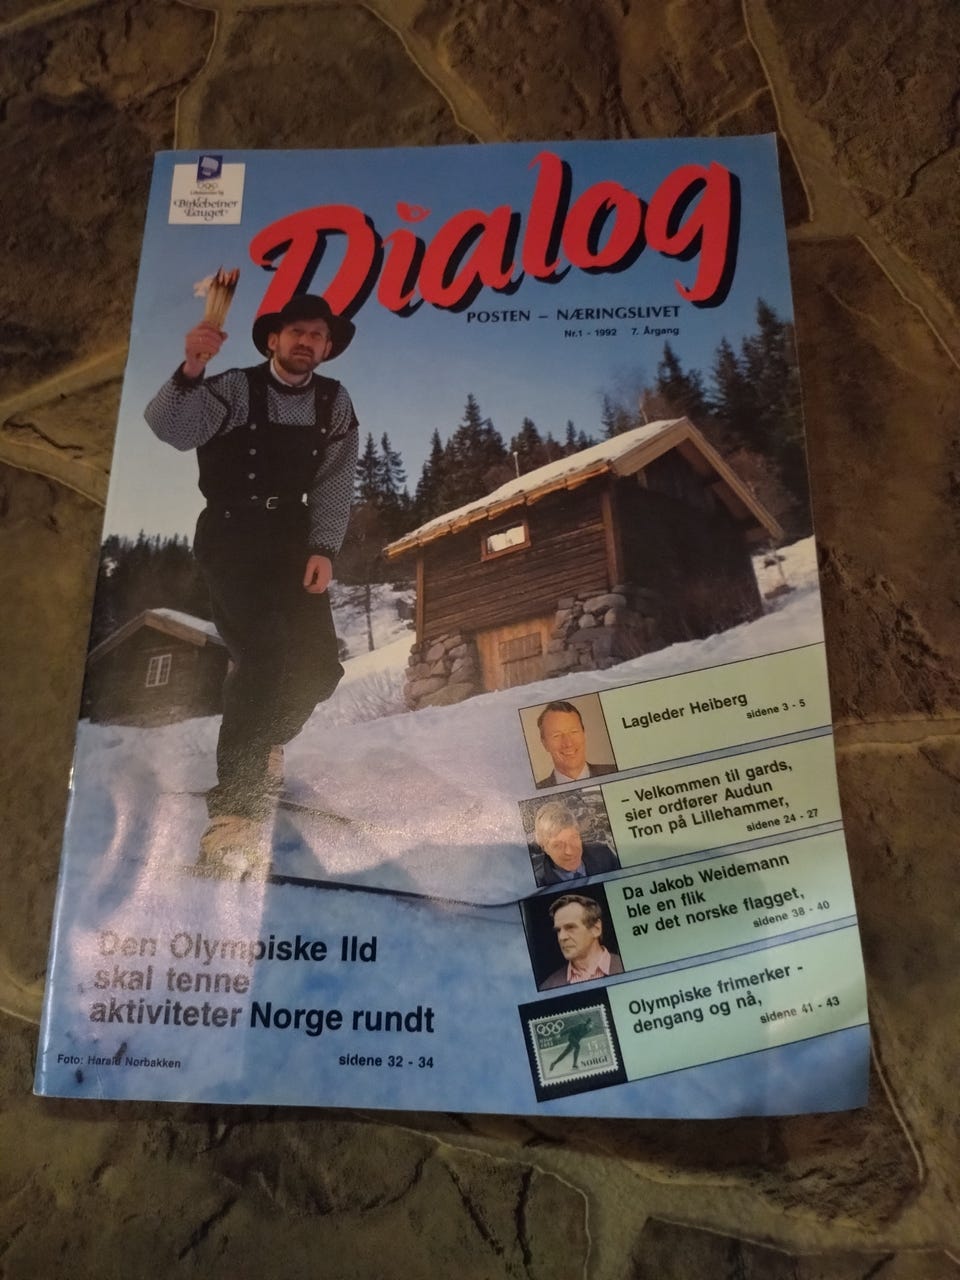 Lillehammer '94
Birkebeiner
Lauget
Dialog
POSTEN – NÆRINGSLIVET
Nr.1 - 1992 7. Årgang
Lagleder Heiberg
sidene 3 - 5
– Velkommen til gards,
sier ordfører Audun
Tron på Lillehammer,
sidene 24 - 27
Da Jakob Weidemann
ble en flik
av det norske flagget,
sidene 38 - 40
Olympiske frimerker -
dengang og nå,
sidene 41 - 43
NORGE
Den Olympiske Ild
skal tenne
aktiviteter Norge rundt
sidene 32 - 34
Foto: Harald Norbakken